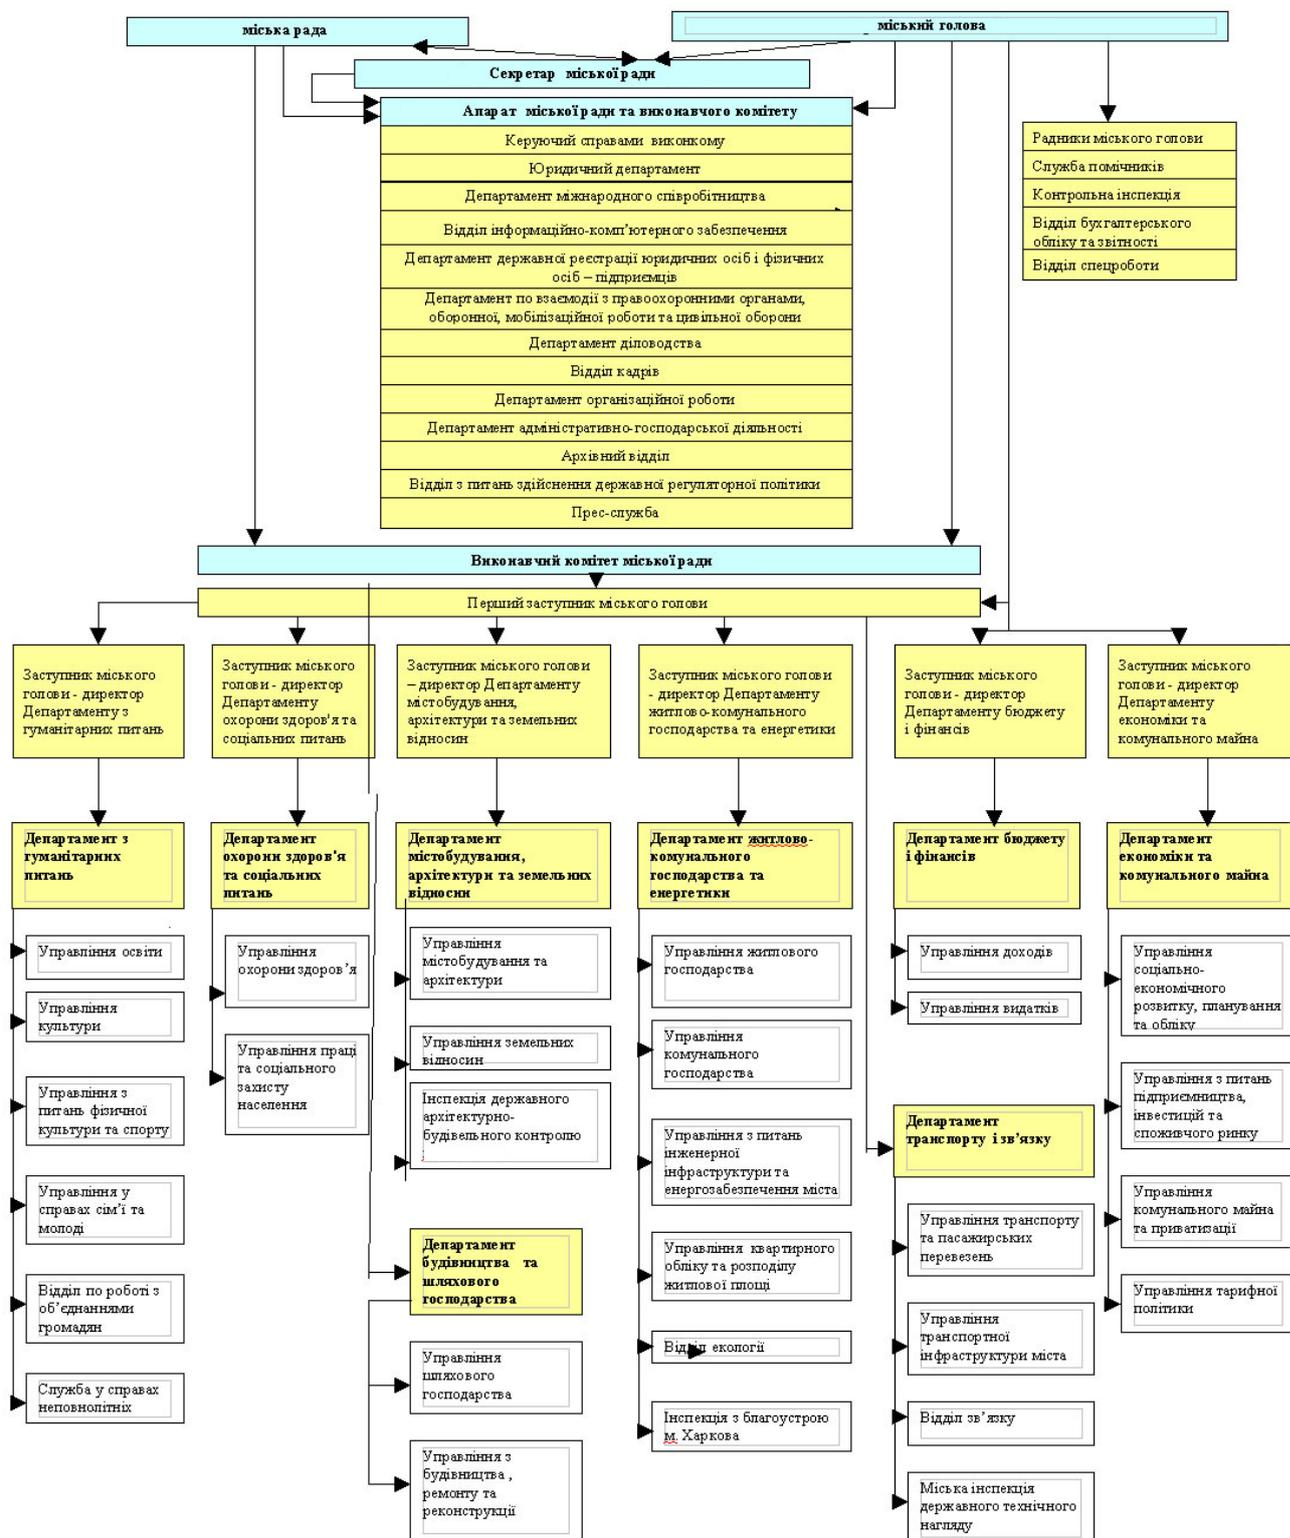 міська рада
міський голова
Секретар міської ради
Апарат міської ради та виконавчого комітету
Керуючий справами виконкому
Юридичний департамент
Департамент міжнародного співробітництва
Відділ інформаційно-комп'ютерного забезпечення
Департамент державної реєстрації юридичних осіб і фізичних
осіб – підприємців
Департамент по взаємодії з правоохоронними органами,
оборонної, мобілізаційної роботи та цивільної оборони
Департамент діловодства
Відділ кадрів
Департамент організаційної роботи
Департамент адміністративно-господарської діяльності
Архівний відділ
Відділ з питань здійснення державної регуляторної політики
Прес-служба
Радники міського голови
Служба помічників
Контрольна інспекція
Відділ бухгалтерського
обліку та звітності
Відділ спецроботи
Виконавчий комітет міської ради
Перший заступник міського голови
Заступник міського
голови - директор
Департаменту з
гуманітарних питань
Заступник міського
голови - директор
Департаменту
охорони здоров'я та
соціальних питань
Заступник міського голови
– директор Департаменту
містобудування,
архітектури та земельних
відносин
Заступник міського голови
- директор Департаменту
житлово-комунального
господарства та енергетики
Заступник міського
голови - директор
Департаменту бюджету
і фінансів
Заступник міського
голови - директор
Департаменту
економіки та
комунального майна
Департамент з
гуманітарних
питань
Управління освіти
Управління
культури
Управління з
питань фізичної
культури та спорту
Управління у
справах сім'ї та
молоді
Відділ по роботі з
об'єднаннями
громадян
Служба у справах
неповнолітніх
Департамент
охорони здоров'я
та соціальних
питань
Управління
охорони здоров'я
Управління праці
та соціального
захисту
населення
Департамент
містобудування,
архітектури та земельних
відносин
Управління
містобудування та
архітектури
Управління земельних
відносин
Інспекція державного
архітектурно-
будівельного контролю
Департамент
будівництва та
шляхового
господарства
Управління
шляхового
господарства
Управління з
будівництва ,
ремонту та
реконструкції
Департамент житлово-
комунального
господарства та
енергетики
Управління житлового
господарства
Управління
комунального
господарства
Управління з питань
інженерної
інфраструктури та
енергозабезпечення міста
Управління квартирного
обліку та розподілу
житлової площі
Відділ екології
Інспекція з благоустрою
м. Харкова
Департамент бюджету
і фінансів
Управління доходів
Управління видатків
Департамент
транспорту і зв'язку
Управління транспорту
та пасажирських
перевезень
Управління
транспортної
інфраструктури міста
Відділ зв'язку
Міська інспекція
державного технічного
нагляду
Департамент
економіки та
комунального майна
Управління
соціально-
економічного
розвитку, планування
та обліку
Управління з питань
підприємництва,
інвестицій та
споживчого ринку
Управління
комунального майна
та приватизації
Управління тарифної
політики